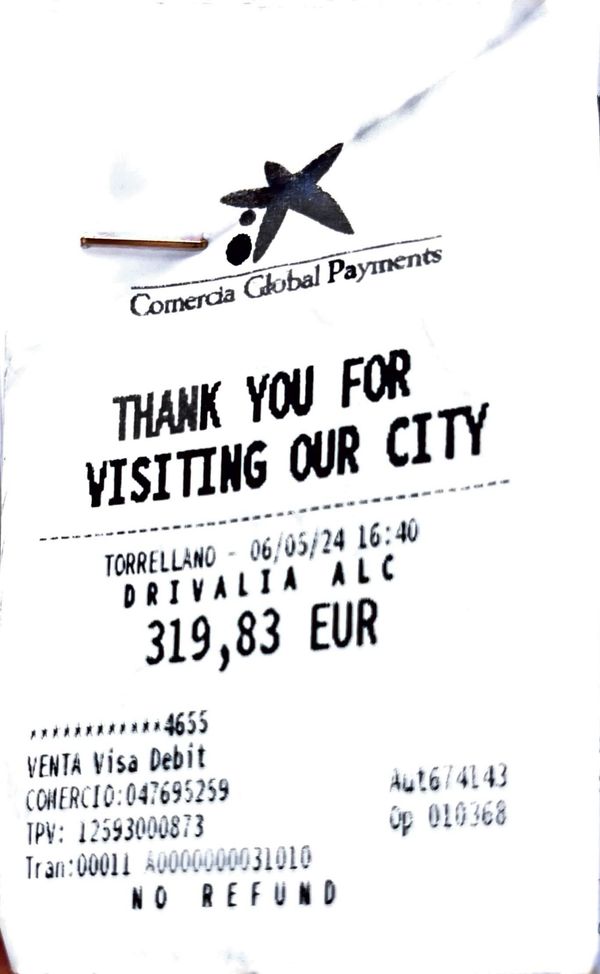 Comercia Global Payments
THANK YOU FOR
VISITING OUR CITY
TORRELLANO - 06/05/24 16:40
DRIVALIA ALC
319,83 EUR
************4655
VENTA Visa Debit
COMERCIO:047695259 Aut674143
TPV: 12593000873 Op 010368
Tran:00011 A0000000031010
NO REFUND